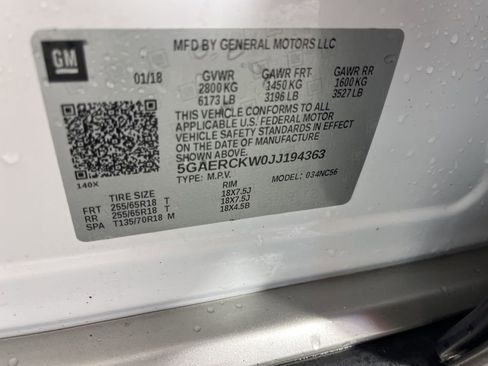 GM
MFD BY GENERAL MOTORS LLC
01/18 GVWR GAWR FRT GAWR RR
2800 KG 1450 KG 1600 KG
6173 LB 3196 LB 3527 LB
THIS VEHICLE CONFORMS TO ALL
APPLICABLE U.S. FEDERAL MOTOR
VEHICLE SAFETY STANDARDS IN EFFECT
ON THE DATE OF MANUFACTURE
SHOWN ABOVE.
5GAERCKW0JJ194363
TYPE: M.P.V. MODEL: 034NC56
140X
TIRE SIZE RIM
FRT 255/65R18 T 18X7.5J
RR 255/65R18 T 18X7.5J
SPA T135/70R18 M 18X4.5B